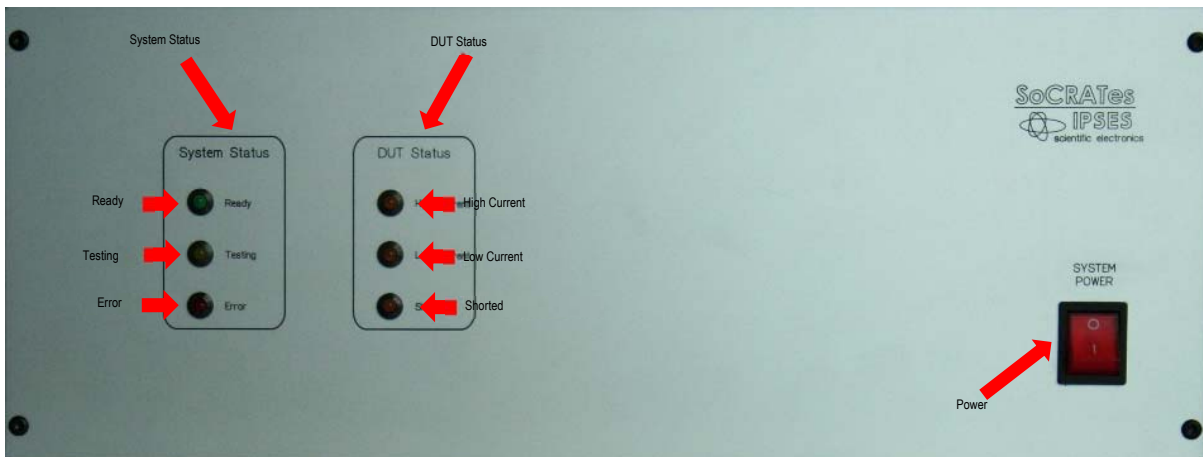 System Status
DUT Status
SoCRATes
IPSES
scientific electronics
System Status
DUT Status
Ready
Ready
High Current
Testing
Testing
Low Current
Error
Error
Shorted
SYSTEM
POWER
O
I
Power